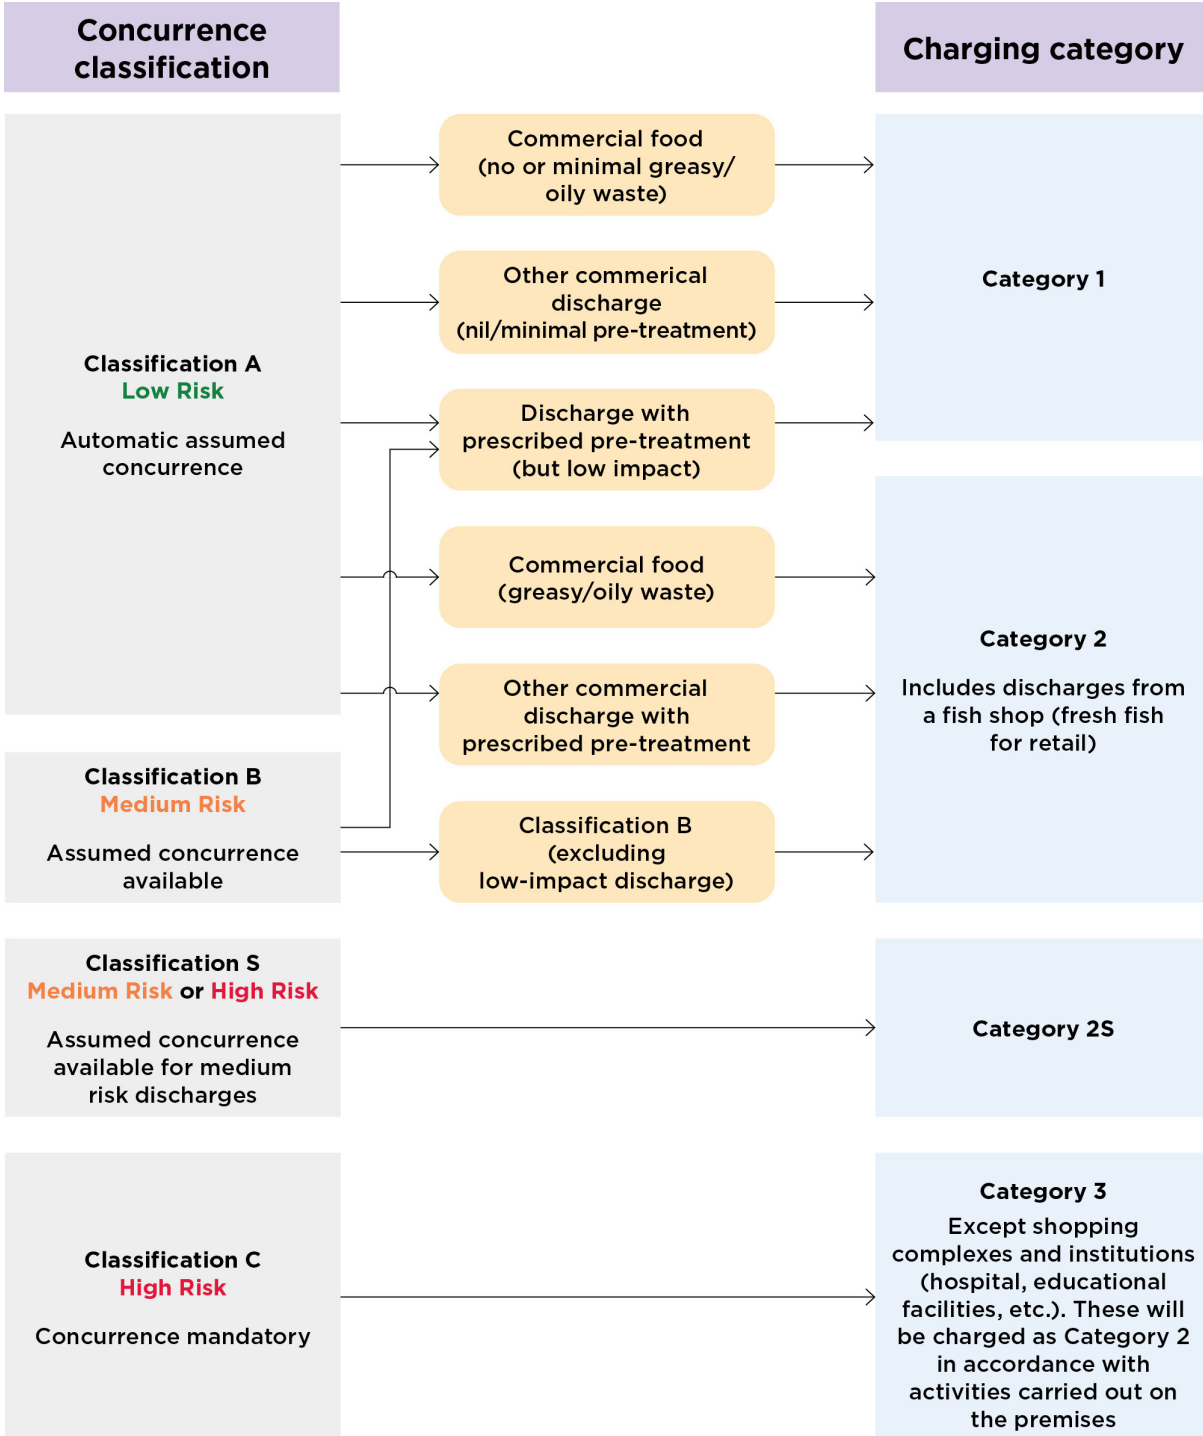 Concurrence
classification
Charging category
Classification A
Low Risk
Automatic assumed
concurrence
Commercial food
(no or minimal greasy/
oily waste)
Other commerical
discharge
(nil/minimal pre-treatment)
Discharge with
prescribed pre-treatment
(but low impact)
Category 1
Commercial food
(greasy/oily waste)
Other commercial
discharge with
prescribed pre-treatment
Classification B
Medium Risk
Assumed concurrence
available
Classification B
(excluding
low-impact discharge)
Category 2
Includes discharges from
a fish shop (fresh fish
for retail)
Classification S
Medium Risk or High Risk
Assumed concurrence
available for medium
risk discharges
Category 2S
Classification C
High Risk
Concurrence mandatory
Category 3
Except shopping
complexes and institutions
(hospital, educational
facilities, etc.). These will
be charged as Category 2
in accordance with
activities carried out on
the premises